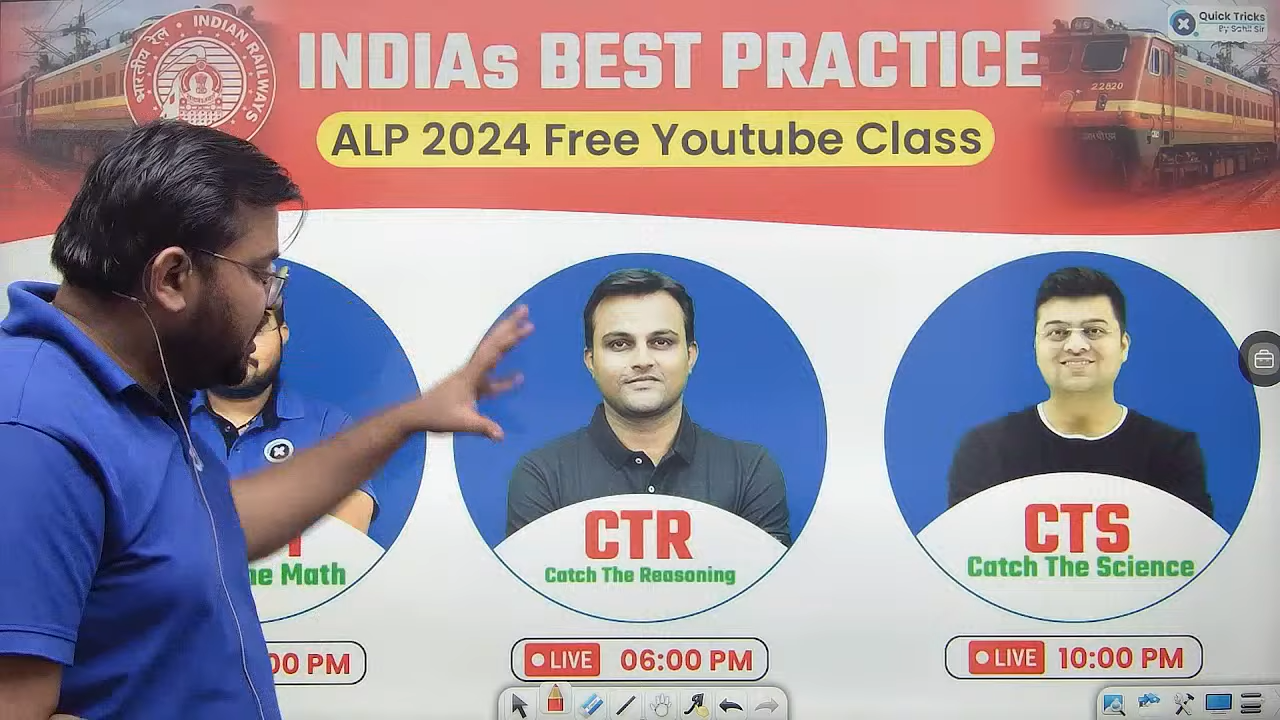 भारतीय रेल
INDIAN RAILWAYS
INDIAs BEST PRACTICE
Quick Tricks
By Sahil Sir
22820
ALP 2024 Free Youtube Class
CTR
Catch The Reasoning
CTS
Catch The Science
Math
LIVE 06:00 PM
LIVE 10:00 PM
00 PM